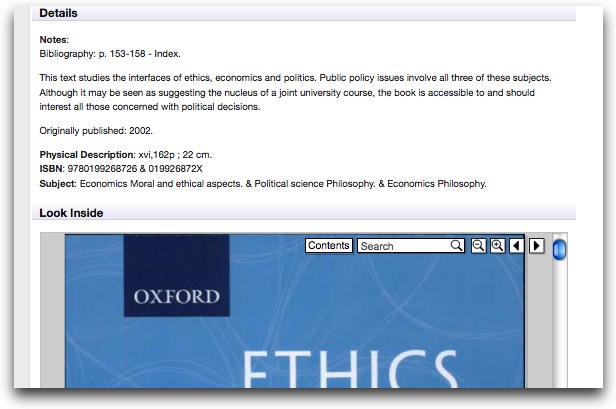 Details
Notes:
Bibliography: p. 153-158 - Index.
This text studies the interfaces of ethics, economics and politics. Public policy issues involve all three of these subjects.
Although it may be seen as suggesting the nucleus of a joint university course, the book is accessible to and should
interest all those concerned with political decisions.
Originally published: 2002.
Physical Description: xvi,162p ; 22 cm.
ISBN: 9780199268726 & 019926872X
Subject: Economics Moral and ethical aspects. & Political science Philosophy. & Economics Philosophy.
Look Inside
Contents Search
OXFORD
ETHICS